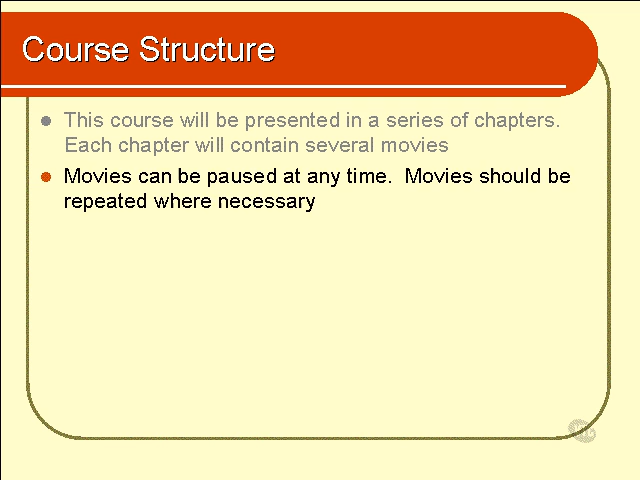 Course Structure
This course will be presented in a series of chapters.
Each chapter will contain several movies
Movies can be paused at any time.  Movies should be
repeated where necessary